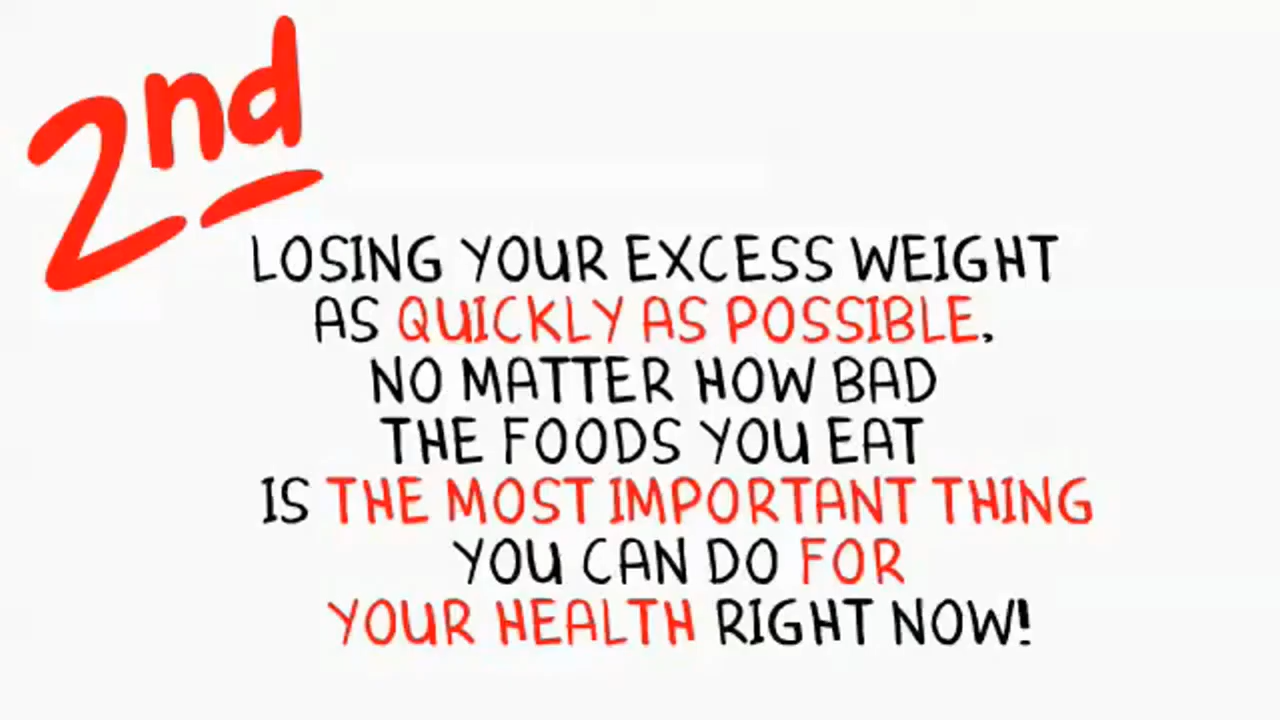 2nd
LOSING YOUR EXCESS WEIGHT
AS QUICKLY AS POSSIBLE,
NO MATTER HOW BAD
THE FOODS YOU EAT
IS THE MOST IMPORTANT THING
YOU CAN DO FOR
YOUR HEALTH RIGHT NOW!